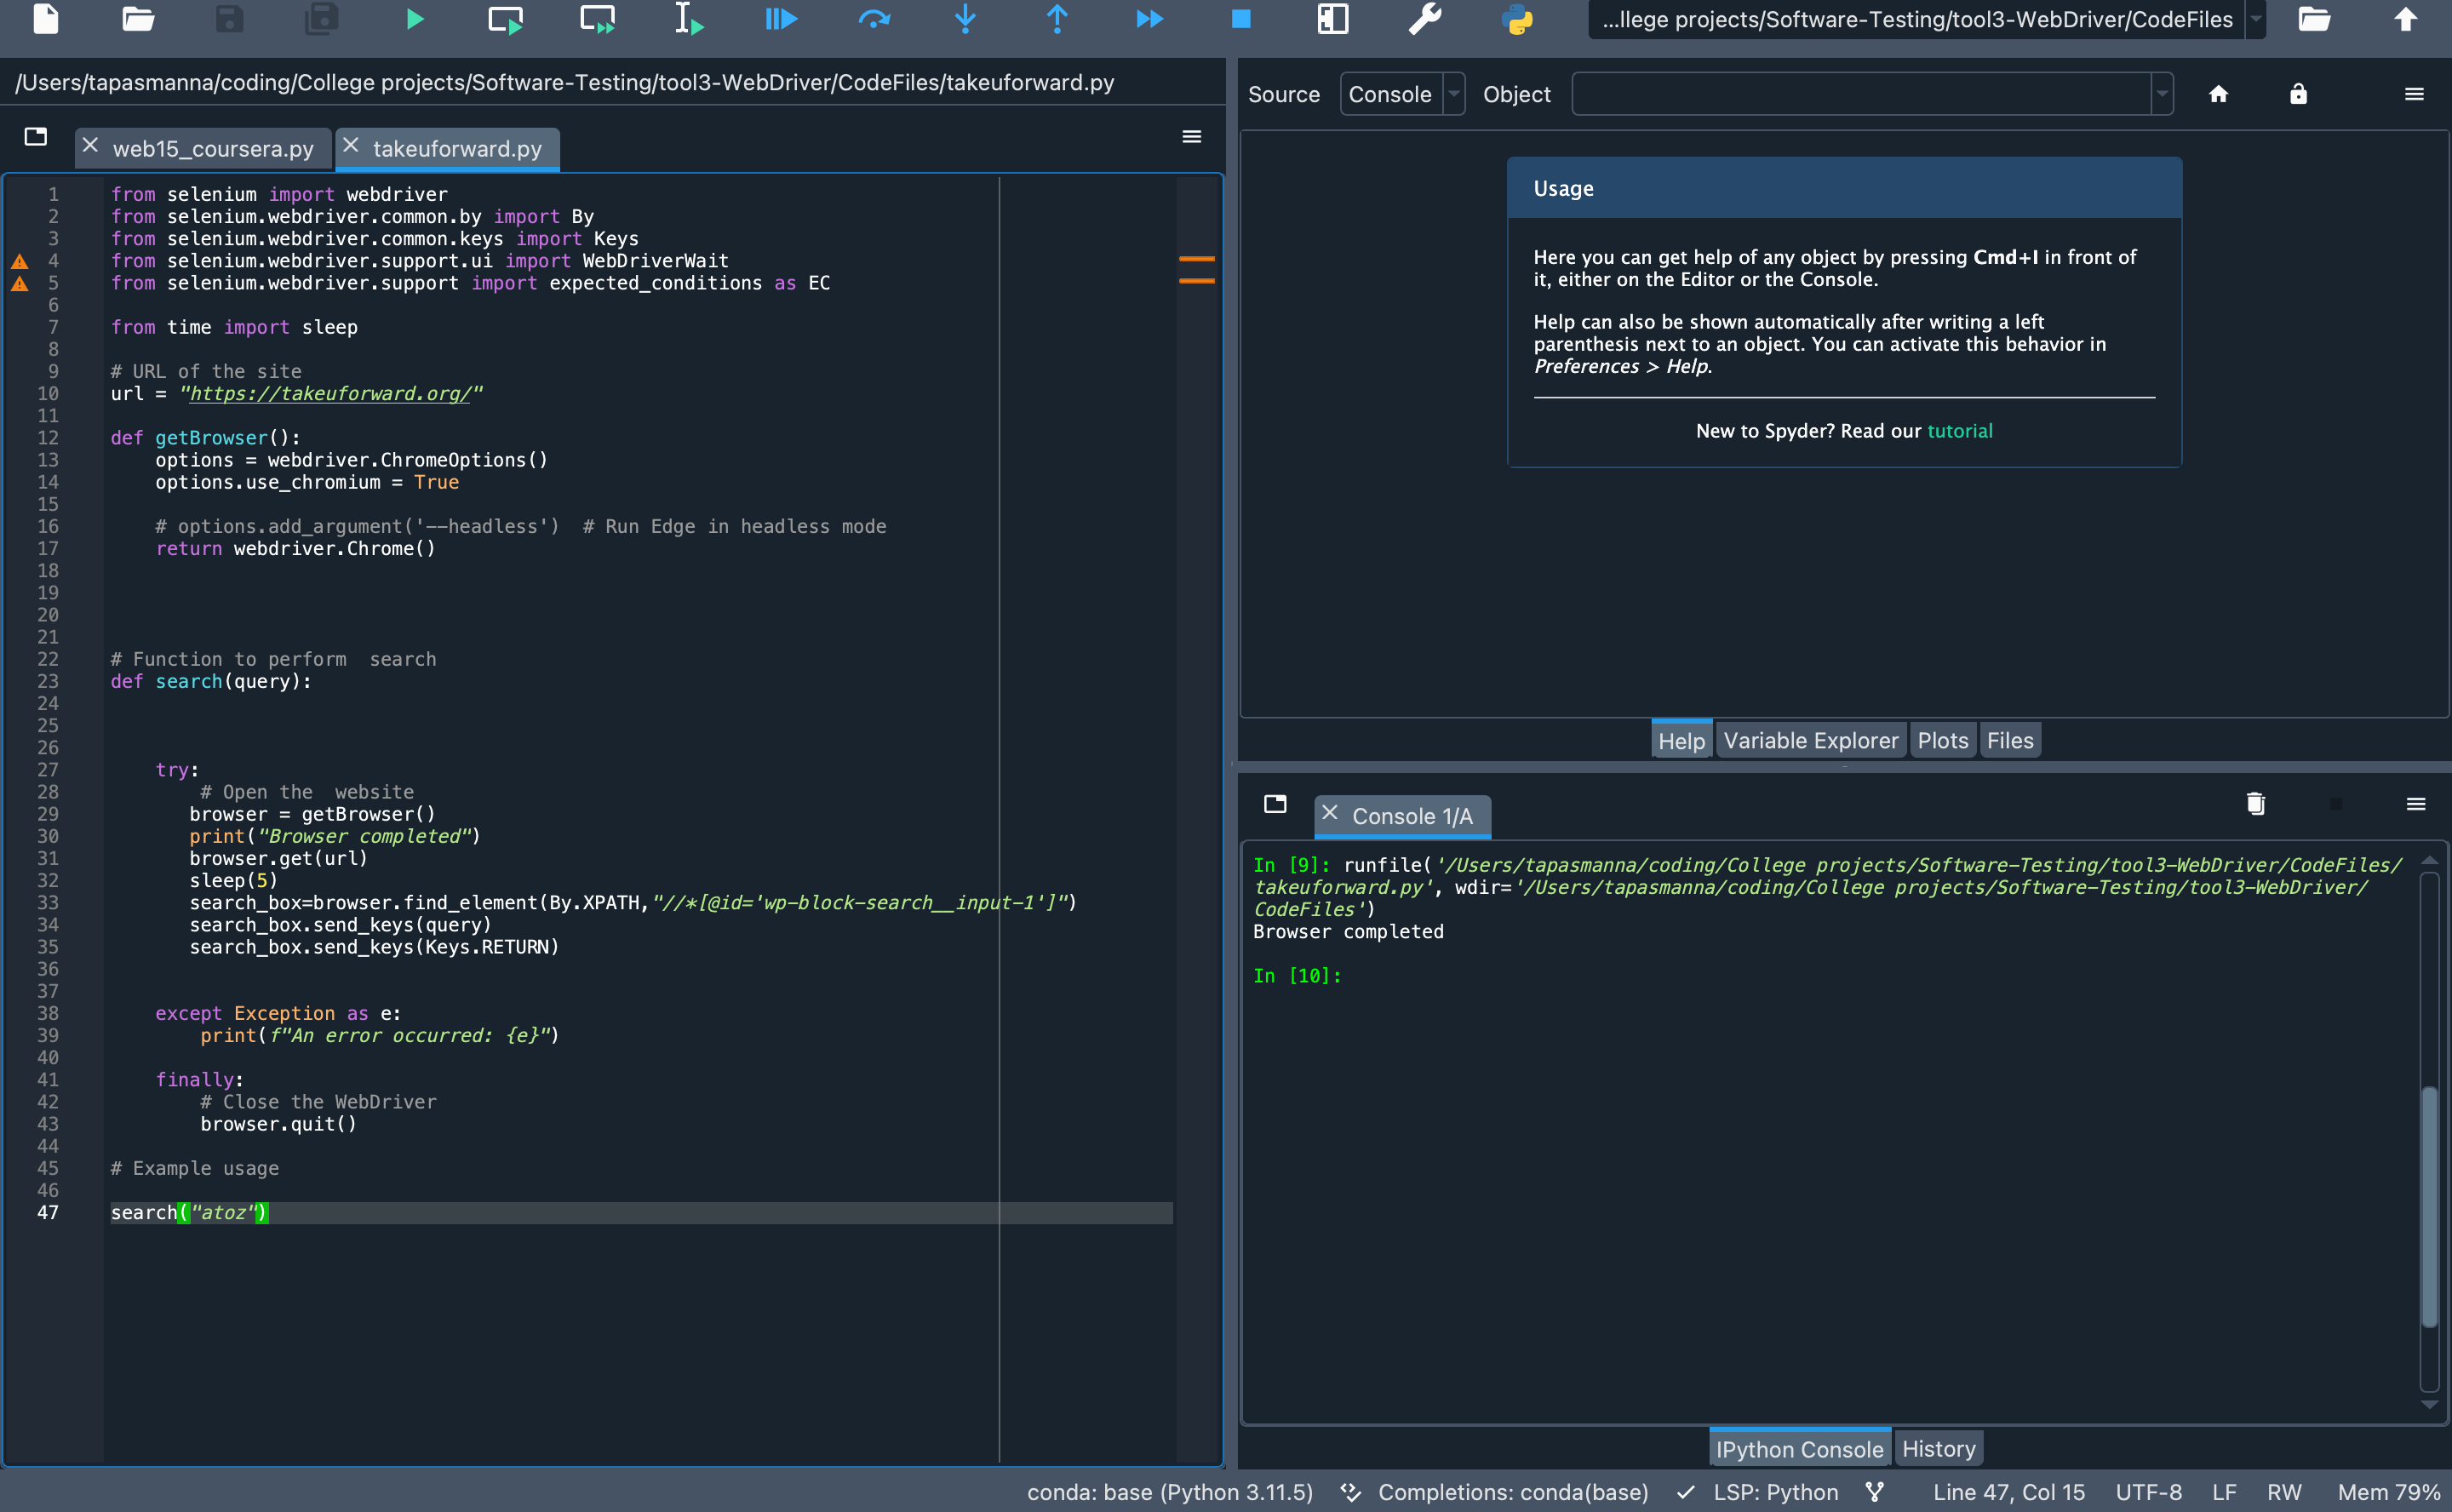 ...llege projects/Software-Testing/tool3-WebDriver/CodeFiles
/Users/tapasmanna/coding/College projects/Software-Testing/tool3-WebDriver/CodeFiles/takeuforward.py
web15_coursera.py
takeuforward.py
1 from selenium import webdriver
2 from selenium.webdriver.common.by import By
3 from selenium.webdriver.common.keys import Keys
4 from selenium.webdriver.support.ui import WebDriverWait
5 from selenium.webdriver.support import expected_conditions as EC
6
7 from time import sleep
8
9 # URL of the site
10 url = "https://takeuforward.org/"
11
12 def getBrowser():
13     options = webdriver.ChromeOptions()
14     options.use_chromium = True
15
16     # options.add_argument('--headless')  # Run Edge in headless mode
17     return webdriver.Chrome()
18
19
20
21
22 # Function to perform  search
23 def search(query):
24
25
26
27     try:
28         # Open the  website
29        browser = getBrowser()
30        print("Browser completed")
31        browser.get(url)
32        sleep(5)
33        search_box=browser.find_element(By.XPATH,"//*[@id='wp-block-search__input-1']")
34        search_box.send_keys(query)
35        search_box.send_keys(Keys.RETURN)
36
37
38     except Exception as e:
39         print(f"An error occurred: {e}")
40
41     finally:
42         # Close the WebDriver
43         browser.quit()
44
45 # Example usage
46
47 search("atoz")
Source Console Object
Usage
Here you can get help of any object by pressing Cmd+I in front of
it, either on the Editor or the Console.
Help can also be shown automatically after writing a left
parenthesis next to an object. You can activate this behavior in
Preferences > Help.
New to Spyder? Read our tutorial
Help Variable Explorer Plots Files
Console 1/A
In [9]: runfile('/Users/tapasmanna/coding/College projects/Software-Testing/tool3-WebDriver/CodeFiles/
takeuforward.py', wdir='/Users/tapasmanna/coding/College projects/Software-Testing/tool3-WebDriver/
CodeFiles')
Browser completed
In [10]:
IPython Console History
conda: base (Python 3.11.5) Completions: conda(base) LSP: Python Line 47, Col 15 UTF-8 LF RW Mem 79%